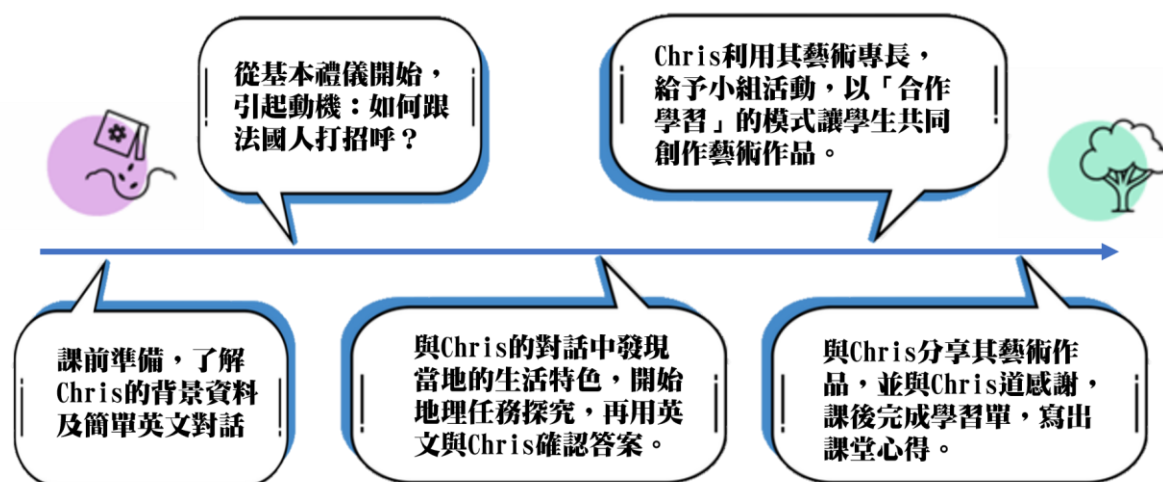 課前準備，了解
Chris的背景資料
及簡單英文對話
從基本禮儀開始，
引起動機：如何跟
法國人打招呼？
與Chris的對話中發現
當地的生活特色，開始
地理任務探究，再用英
文與Chris確認答案。
Chris利用其藝術專長，
給予小組活動，以「合作
學習」的模式讓學生共同
創作藝術作品。
與Chris分享其藝術作
品，並與Chris道感謝，
課後完成學習單，寫出
課堂心得。